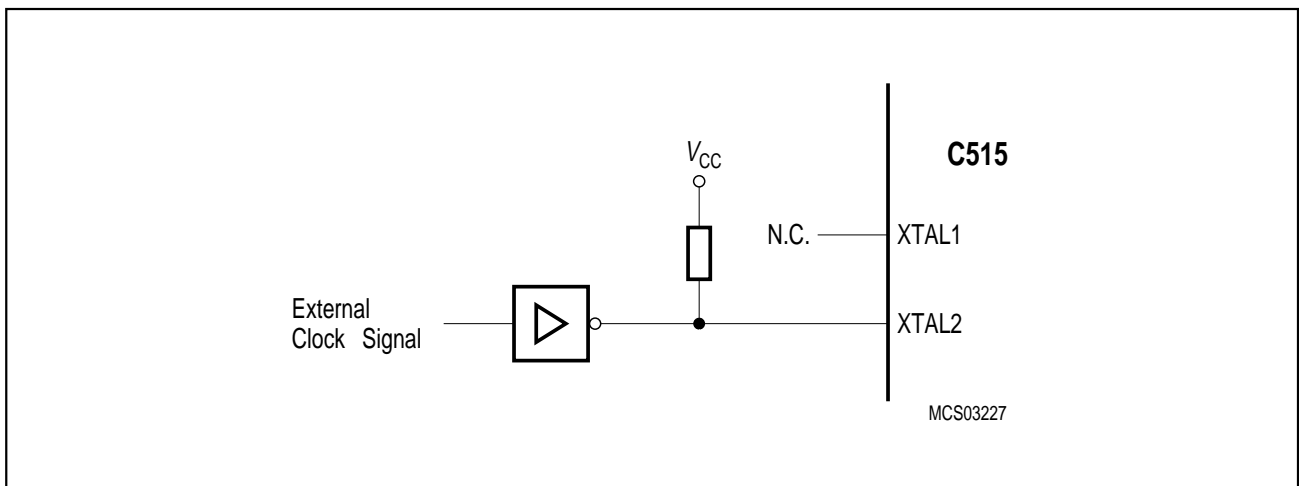 C515
VCC
N.C.
XTAL1
External
Clock Signal
XTAL2
MCS03227